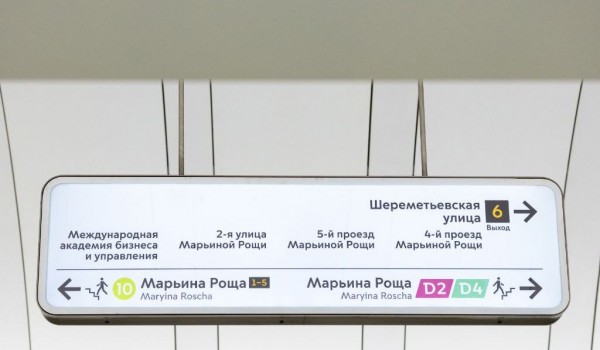 Шереметьевская
улица 6
Выход
Международная
академия бизнеса
и управления
2-я улица
Марьиной Рощи
5-й проезд
Марьиной Рощи
4-й проезд
Марьиной Рощи
10 Марьина Роща 1-5
Maryina Roscha
Марьина Роща D2 D4
Maryina Roscha